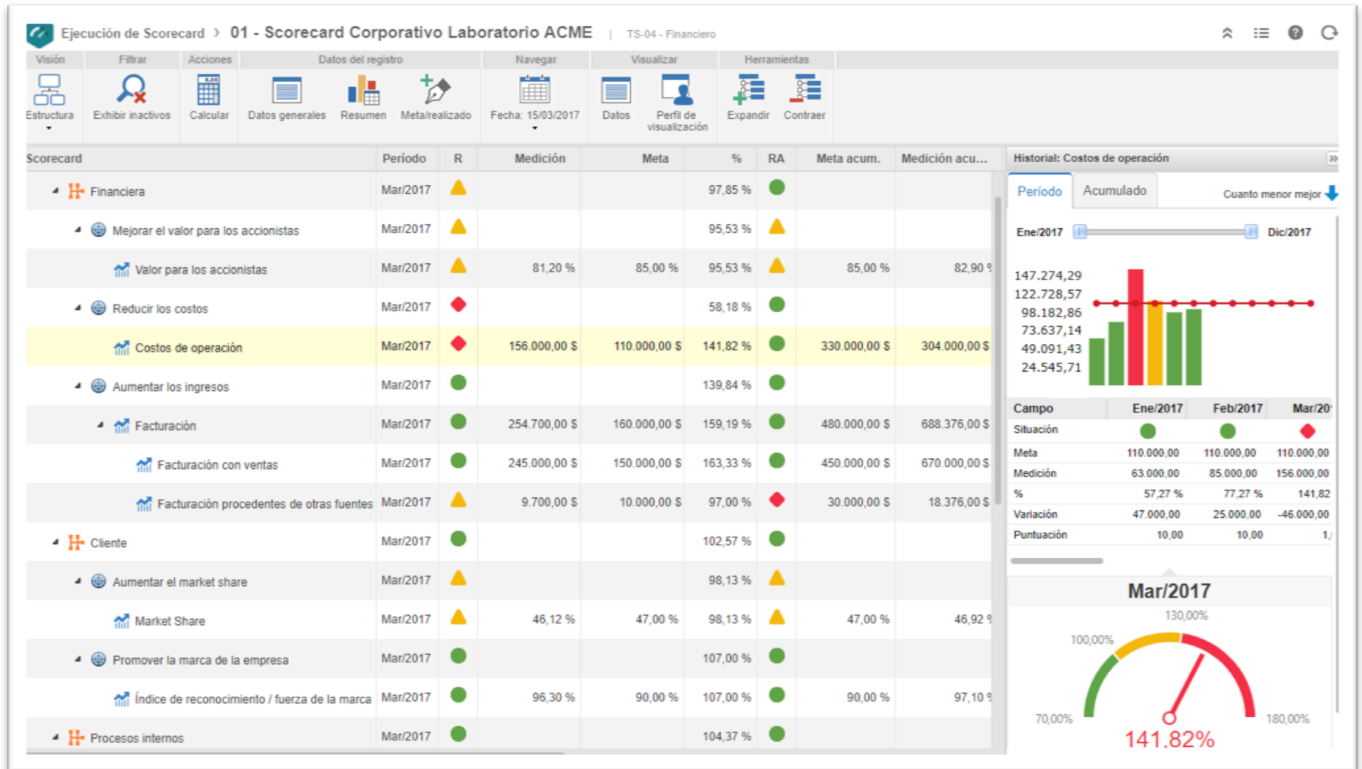 Ejecución de Scorecard > 01 - Scorecard Corporativo Laboratorio ACME | TS-04 - Financiero
Visión Filtrar Acciones Datos del registro Navegar Visualizar Herramientas
Estructura Exhibir inactivos Calcular Datos generales Resumen Meta/realizado Fecha: 15/03/2017 Datos Perfil de visualización Expandir Contraer
Scorecard Período R Medición Meta % RA Meta acum. Medición acu...
Financiera Mar/2017 97,85 %
Mejorar el valor para los accionistas Mar/2017 95,53 %
Valor para los accionistas Mar/2017 81,20 % 85,00 % 95,53 % 85,00 % 82,90 %
Reducir los costos Mar/2017 58,18 %
Costos de operación Mar/2017 156.000,00 $ 110.000,00 $ 141,82 % 330.000,00 $ 304.000,00 $
Aumentar los ingresos Mar/2017 139,84 %
Facturación Mar/2017 254.700,00 $ 160.000,00 $ 159,19 % 480.000,00 $ 688.376,00 $
Facturación con ventas Mar/2017 245.000,00 $ 150.000,00 $ 163,33 % 450.000,00 $ 670.000,00 $
Facturación procedentes de otras fuentes Mar/2017 9.700,00 $ 10.000,00 $ 97,00 % 30.000,00 $ 18.376,00 $
Cliente Mar/2017 102,57 %
Aumentar el market share Mar/2017 98,13 %
Market Share Mar/2017 46,12 % 47,00 % 98,13 % 47,00 % 46,92 %
Promover la marca de la empresa Mar/2017 107,00 %
Índice de reconocimiento / fuerza de la marca Mar/2017 96,30 % 90,00 % 107,00 % 90,00 % 97,10 %
Procesos internos Mar/2017 104,37 %
Historial: Costos de operación
Período Acumulado Cuanto menor mejor
Ene/2017 Dic/2017
147.274,29
122.728,57
98.182,86
73.637,14
49.091,43
24.545,71
Campo Ene/2017 Feb/2017 Mar/20
Situación
Meta 110.000,00 110.000,00 110.000,00
Medición 63.000,00 85.000,00 156.000,00
% 57,27 % 77,27 % 141,82
Variación 47.000,00 25.000,00 -46.000,00
Puntuación 10,00 10,00 1,
Mar/2017
130,00%
100,00%
70,00% 180,00%
141.82%